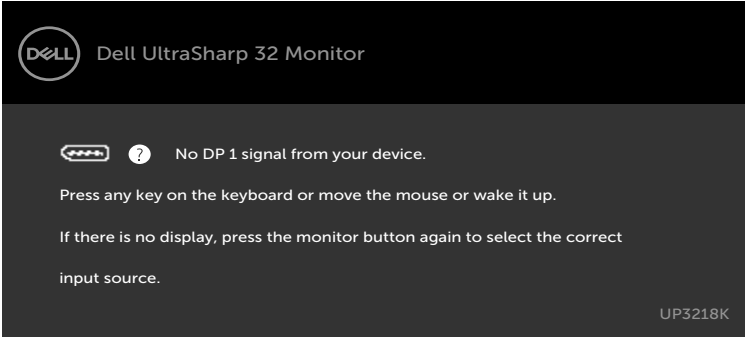 DELL Dell UltraSharp 32 Monitor
? No DP 1 signal from your device.
Press any key on the keyboard or move the mouse or wake it up.
If there is no display, press the monitor button again to select the correct
input source.
UP3218K